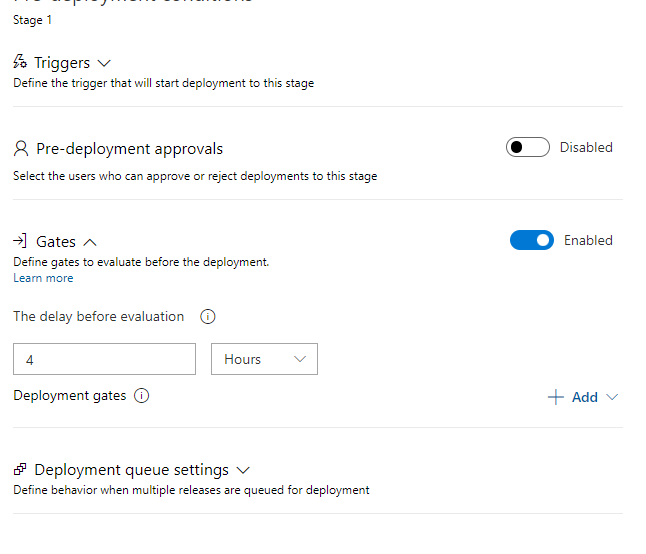 Pre-deployment conditions
Stage 1
Triggers
Define the trigger that will start deployment to this stage
Pre-deployment approvals
Disabled
Select the users who can approve or reject deployments to this stage
Gates
Enabled
Define gates to evaluate before the deployment.
Learn more
The delay before evaluation
4
Hours
Deployment gates
Add
Deployment queue settings
Define behavior when multiple releases are queued for deployment